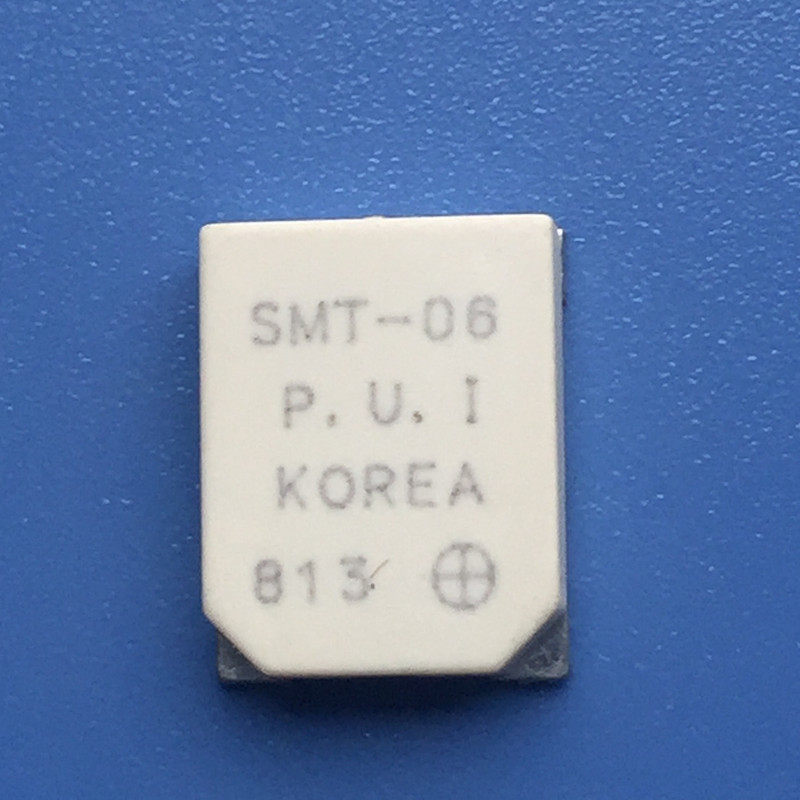 SMT-06
P.U.I
KOREA
813